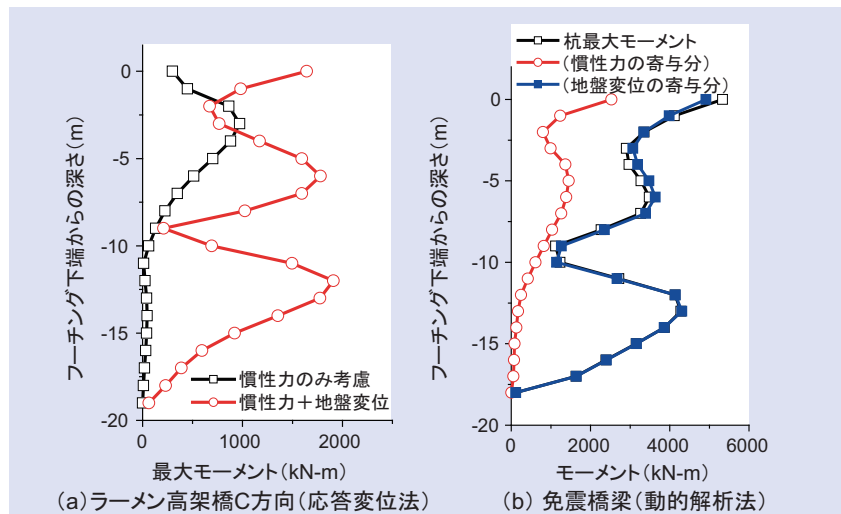 0
-5
-10
-15
-20
0
1000
2000
フーチング下端からの深さ(m)
慣性力のみ考慮
慣性力+地盤変位
最大モーメント(kN-m)
(a)ラーメン高架橋C方向(応答変位法)
杭最大モーメント
(慣性力の寄与分)
(地盤変位の寄与分)
0
-5
-10
-15
-20
0
2000
4000
6000
フーチング下端からの深さ(m)
モーメント(kN-m)
(b) 免震橋梁(動的解析法)